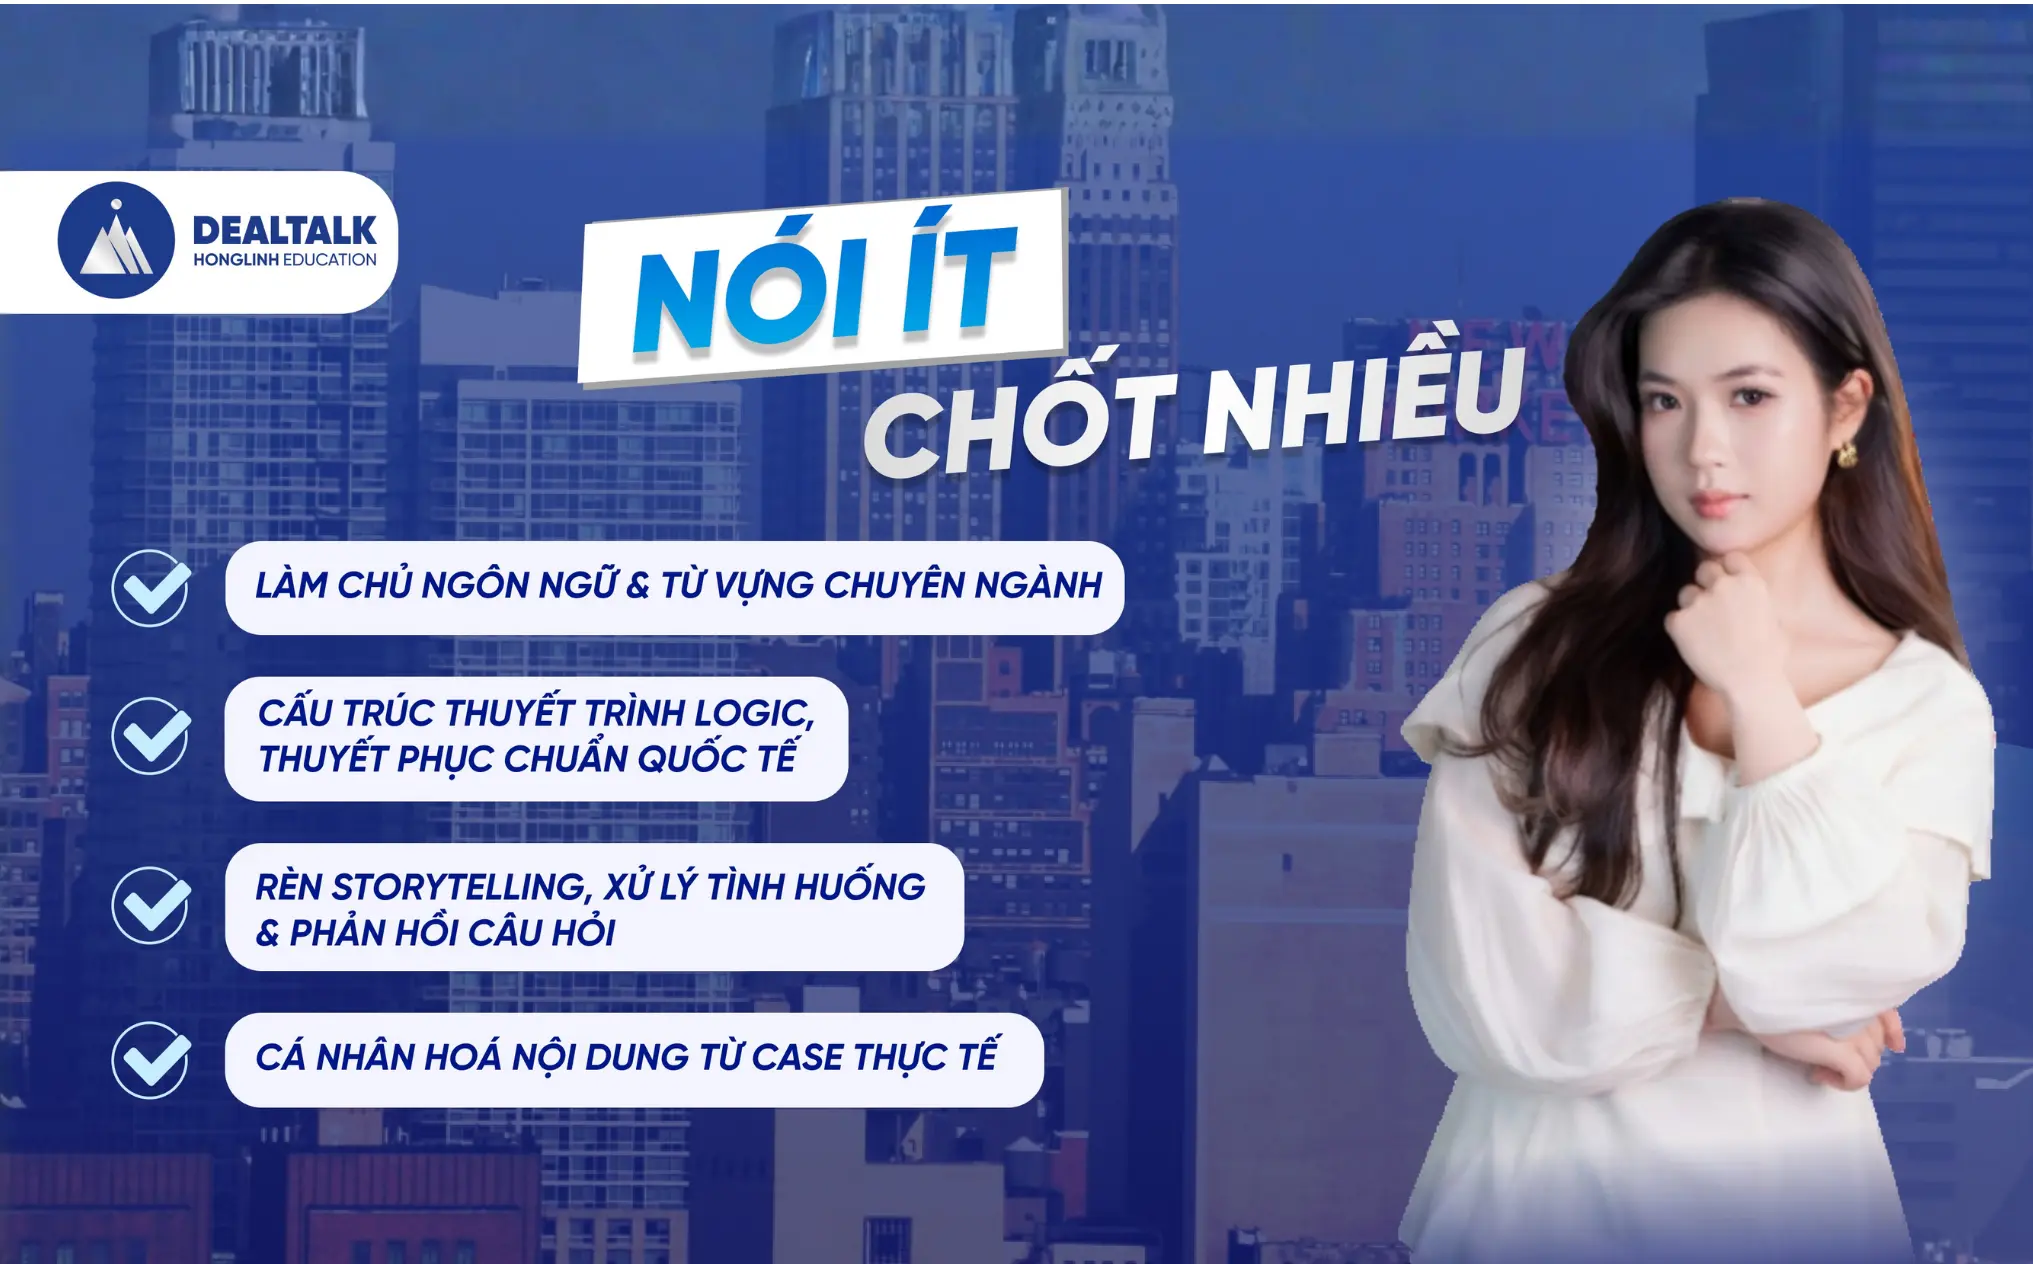 DEALTALK
HONGLINH EDUCATION
NÓI ÍT
CHỐT NHIỀU
LÀM CHỦ NGÔN NGỮ & TỪ VỰNG CHUYÊN NGÀNH
CẤU TRÚC THUYẾT TRÌNH LOGIC,
THUYẾT PHỤC CHUẨN QUỐC TẾ
RÈN STORYTELLING, XỬ LÝ TÌNH HUỐNG
& PHẢN HỒI CÂU HỎI
CÁ NHÂN HOÁ NỘI DUNG TỪ CASE THỰC TẾ